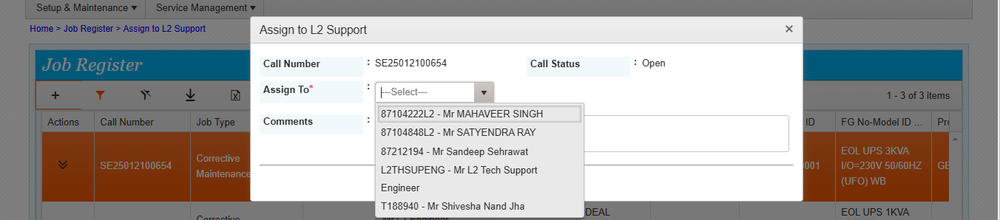 Setup & Maintenance
Service Management
Home > Job Register > Assign to L2 Support
Assign to L2 Support
×
Call Number : SE25012100654 Call Status : Open
Job Register
Assign To* : ---Select---
+
1 - 3 of 3 items
87104222L2 - Mr MAHAVEER SINGH
Comments :
Actions Call Number Job Type ID FG No-Model ID ...
87104848L2 - Mr SATYENDRA RAY
87212194 - Mr Sandeep Sehrawat
L2THSUPENG - Mr L2 Tech Support
Engineer
T188940 - Mr Shivesha Nand Jha
SE25012100654
Corrective
Maintenance
EOL UPS 3KVA
I/O=230V 50/60HZ
(UFO) WB
Corrective
EOL UPS 1KVA